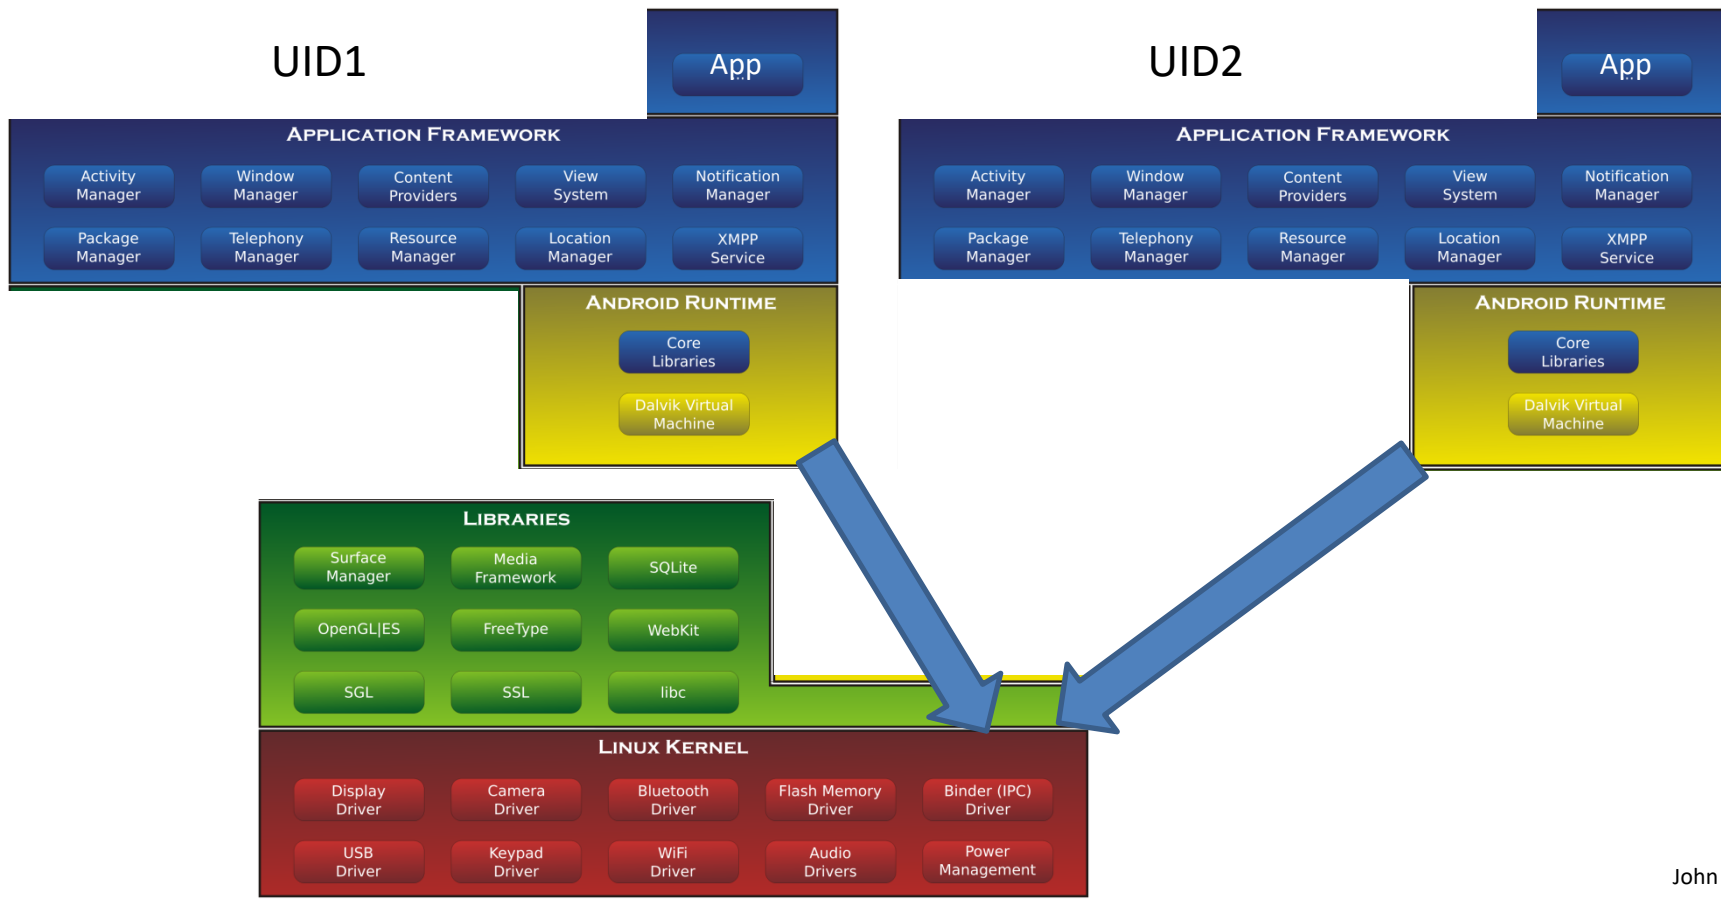 UID1
App
APPLICATION FRAMEWORK
Activity
Manager
Window
Manager
Content
Providers
View
System
Notification
Manager
Package
Manager
Telephony
Manager
Resource
Manager
Location
Manager
XMPP
Service
ANDROID RUNTIME
Core
Libraries
Dalvik Virtual
Machine
UID2
App
APPLICATION FRAMEWORK
Activity
Manager
Window
Manager
Content
Providers
View
System
Notification
Manager
Package
Manager
Telephony
Manager
Resource
Manager
Location
Manager
XMPP
Service
ANDROID RUNTIME
Core
Libraries
Dalvik Virtual
Machine
LIBRARIES
Surface
Manager
Media
Framework
SQLite
OpenGL|ES
FreeType
WebKit
SGL
SSL
libc
LINUX KERNEL
Display
Driver
Camera
Driver
Bluetooth
Driver
Flash Memory
Driver
Binder (IPC)
Driver
USB
Driver
Keypad
Driver
WiFi
Driver
Audio
Drivers
Power
Management
John